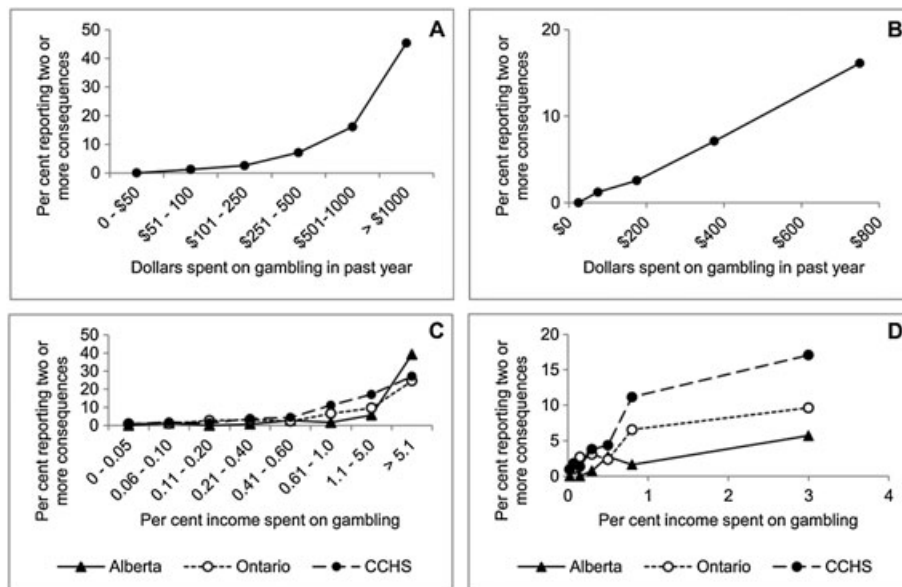 A
Per cent reporting two or
more consequences
50
40
30
20
10
0
0 - $50
$51 - 100
$101 - 250
$251 - 500
$501-1000
> $1000
Dollars spent on gambling in past year
B
Per cent reporting two or
more consequences
20
10
0
$0
$200
$400
$600
$800
Dollars spent on gambling in past year
C
Per cent reporting two or
more consequences
50
40
30
20
10
0
0 - 0.05
0.06 - 0.10
0.11 - 0.20
0.21 - 0.40
0.41 - 0.60
0.61 - 1.0
1.1 - 5.0
> 5.1
Per cent income spent on gambling
Alberta
Ontario
CCHS
D
Per cent reporting two or
more consequences
20
15
10
5
0
0
1
2
3
4
Per cent income spent on gambling
Alberta
Ontario
CCHS